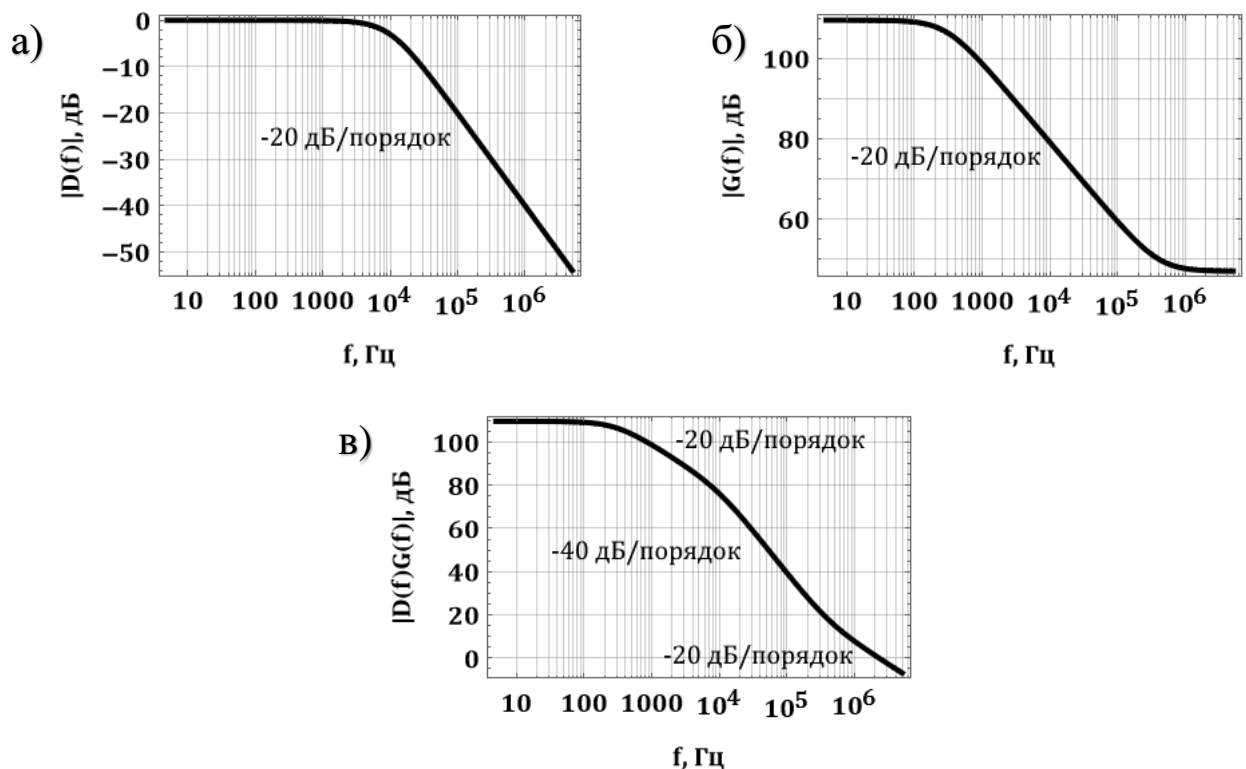 а)
|D(f)|, дБ
0
−10
−20
−30
−40
−50
-20 дБ/порядок
10 100 1000 10⁴ 10⁵ 10⁶
f, Гц
б)
|G(f)|, дБ
100
80
60
-20 дБ/порядок
10 100 1000 10⁴ 10⁵ 10⁶
f, Гц
в)
|D(f)G(f)|, дБ
100
80
60
40
20
0
-20 дБ/порядок
-40 дБ/порядок
-20 дБ/порядок
10 100 1000 10⁴ 10⁵ 10⁶
f, Гц